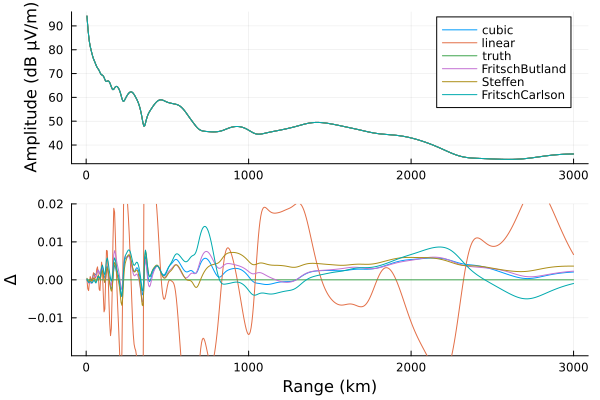 Amplitude (dB μV/m)
90
80
70
60
50
40
0
1000
2000
3000
cubic
linear
truth
FritschButland
Steffen
FritschCarlson
Δ
0.02
0.01
0.00
−0.01
0
1000
2000
3000
Range (km)